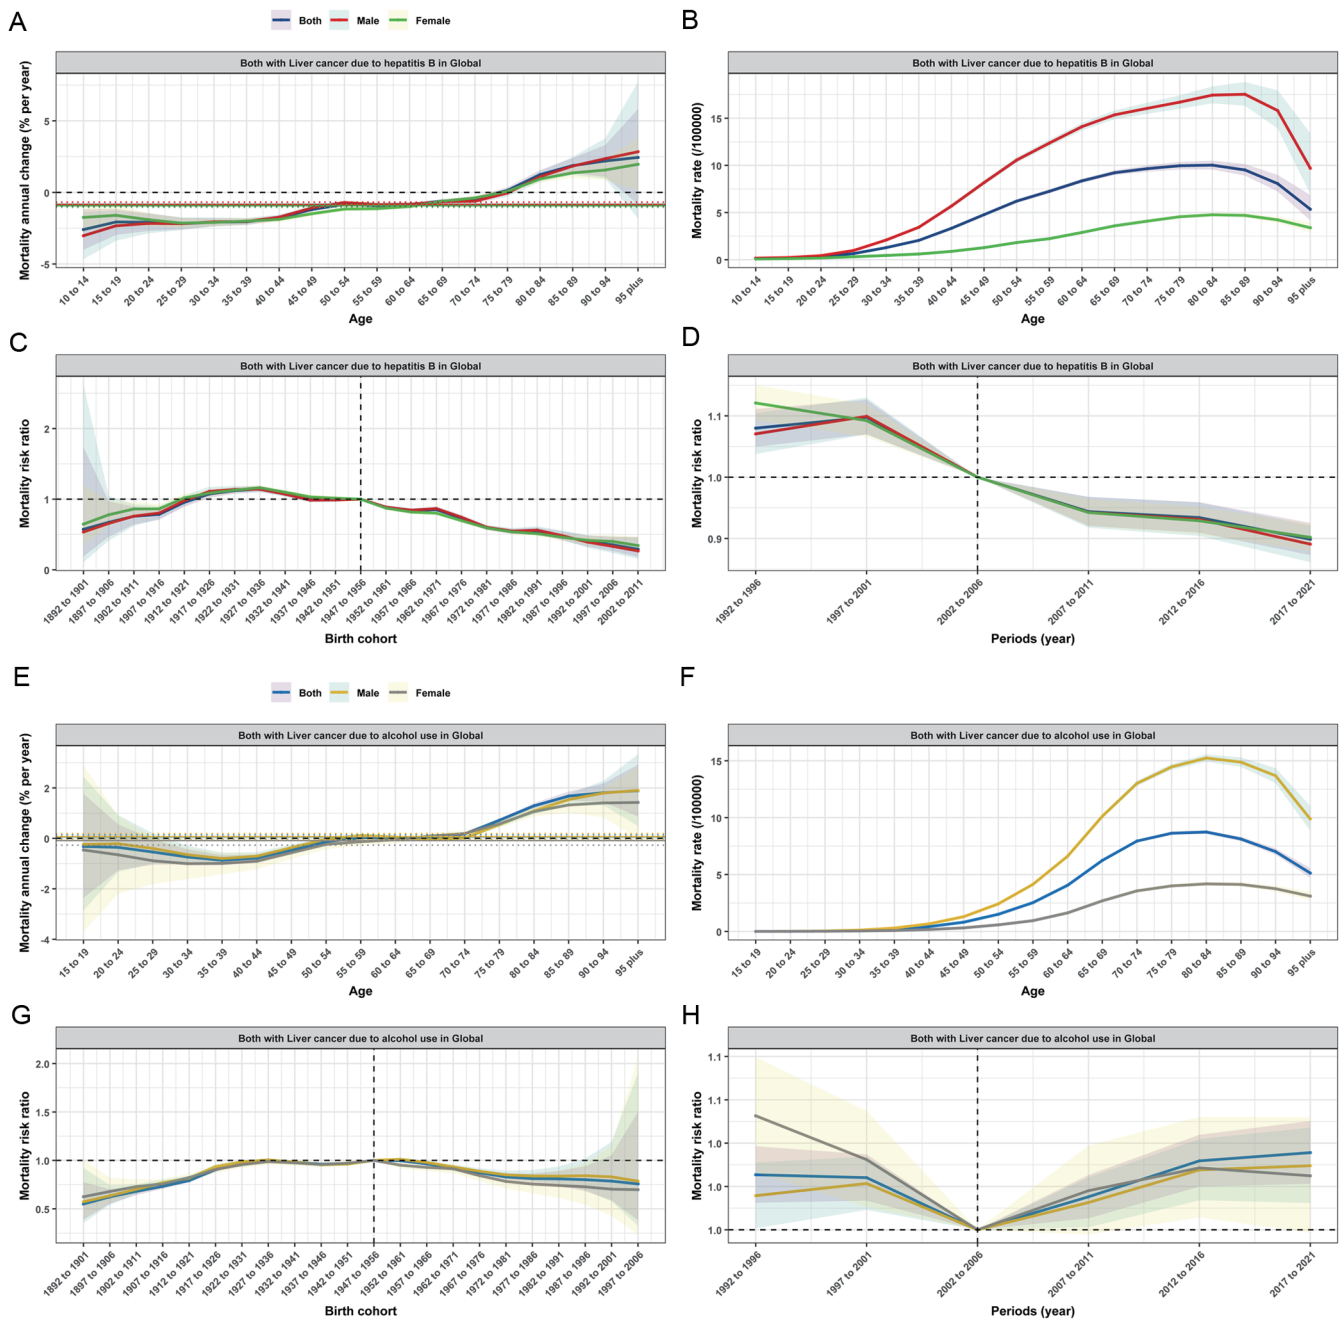 A
Both Male Female
Both with Liver cancer due to hepatitis B in Global
Mortality annual change (% per year)
5
0
-5
10 to 14 15 to 19 20 to 24 25 to 29 30 to 34 35 to 39 40 to 44 45 to 49 50 to 54 55 to 59 60 to 64 65 to 69 70 to 74 75 to 79 80 to 84 85 to 89 90 to 94 95 plus
Age
B
Both with Liver cancer due to hepatitis B in Global
Mortality rate (/100000)
15
10
5
0
10 to 14 15 to 19 20 to 24 25 to 29 30 to 34 35 to 39 40 to 44 45 to 49 50 to 54 55 to 59 60 to 64 65 to 69 70 to 74 75 to 79 80 to 84 85 to 89 90 to 94 95 plus
Age
C
Both with Liver cancer due to hepatitis B in Global
Mortality risk ratio
2
1
0
1892 to 1901 1897 to 1906 1902 to 1911 1907 to 1916 1912 to 1921 1917 to 1926 1922 to 1931 1927 to 1936 1932 to 1941 1937 to 1946 1942 to 1951 1947 to 1956 1952 to 1961 1957 to 1966 1962 to 1971 1967 to 1976 1972 to 1981 1977 to 1986 1982 to 1991 1987 to 1996 1992 to 2001 1997 to 2006 2002 to 2011
Birth cohort
D
Both with Liver cancer due to hepatitis B in Global
Mortality risk ratio
1.1
1.0
0.9
1992 to 1996 1997 to 2001 2002 to 2006 2007 to 2011 2012 to 2016 2017 to 2021
Periods (year)
E
Both Male Female
Both with Liver cancer due to alcohol use in Global
Mortality annual change (% per year)
2
0
-2
-4
15 to 19 20 to 24 25 to 29 30 to 34 35 to 39 40 to 44 45 to 49 50 to 54 55 to 59 60 to 64 65 to 69 70 to 74 75 to 79 80 to 84 85 to 89 90 to 94 95 plus
Age
F
Both with Liver cancer due to alcohol use in Global
Mortality rate (/100000)
15
10
5
0
15 to 19 20 to 24 25 to 29 30 to 34 35 to 39 40 to 44 45 to 49 50 to 54 55 to 59 60 to 64 65 to 69 70 to 74 75 to 79 80 to 84 85 to 89 90 to 94 95 plus
Age
G
Both with Liver cancer due to alcohol use in Global
Mortality risk ratio
2.0
1.5
1.0
0.5
1892 to 1901 1897 to 1906 1902 to 1911 1907 to 1916 1912 to 1921 1917 to 1926 1922 to 1931 1927 to 1936 1932 to 1941 1937 to 1946 1942 to 1951 1947 to 1956 1952 to 1961 1957 to 1966 1962 to 1971 1967 to 1976 1972 to 1981 1977 to 1986 1982 to 1991 1987 to 1996 1992 to 2001 1997 to 2006
Birth cohort
H
Both with Liver cancer due to alcohol use in Global
Mortality risk ratio
1.1
1.1
1.0
1.0
1.0
1992 to 1996 1997 to 2001 2002 to 2006 2007 to 2011 2012 to 2016 2017 to 2021
Periods (year)